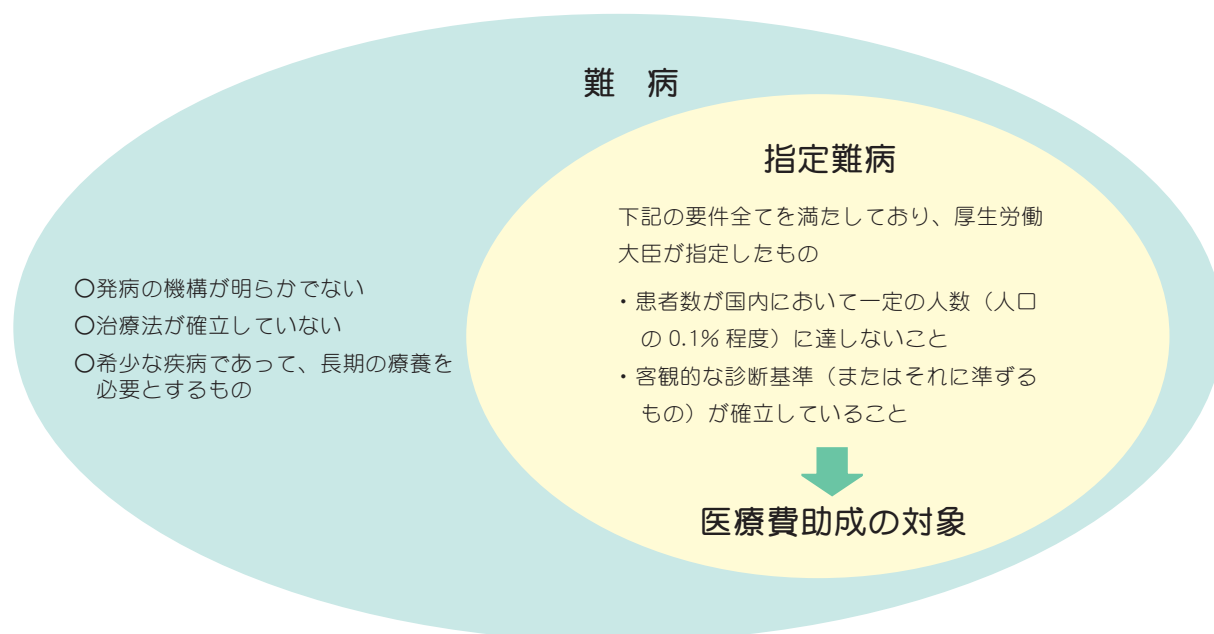 難　病
指定難病
下記の要件全てを満たしており、厚生労働
大臣が指定したもの
・患者数が国内において一定の人数（人口
の 0.1% 程度）に達しないこと
・客観的な診断基準（またはそれに準ずる
もの）が確立していること
医療費助成の対象
〇発病の機構が明らかでない
〇治療法が確立していない
〇希少な疾病であって、長期の療養を
必要とするもの